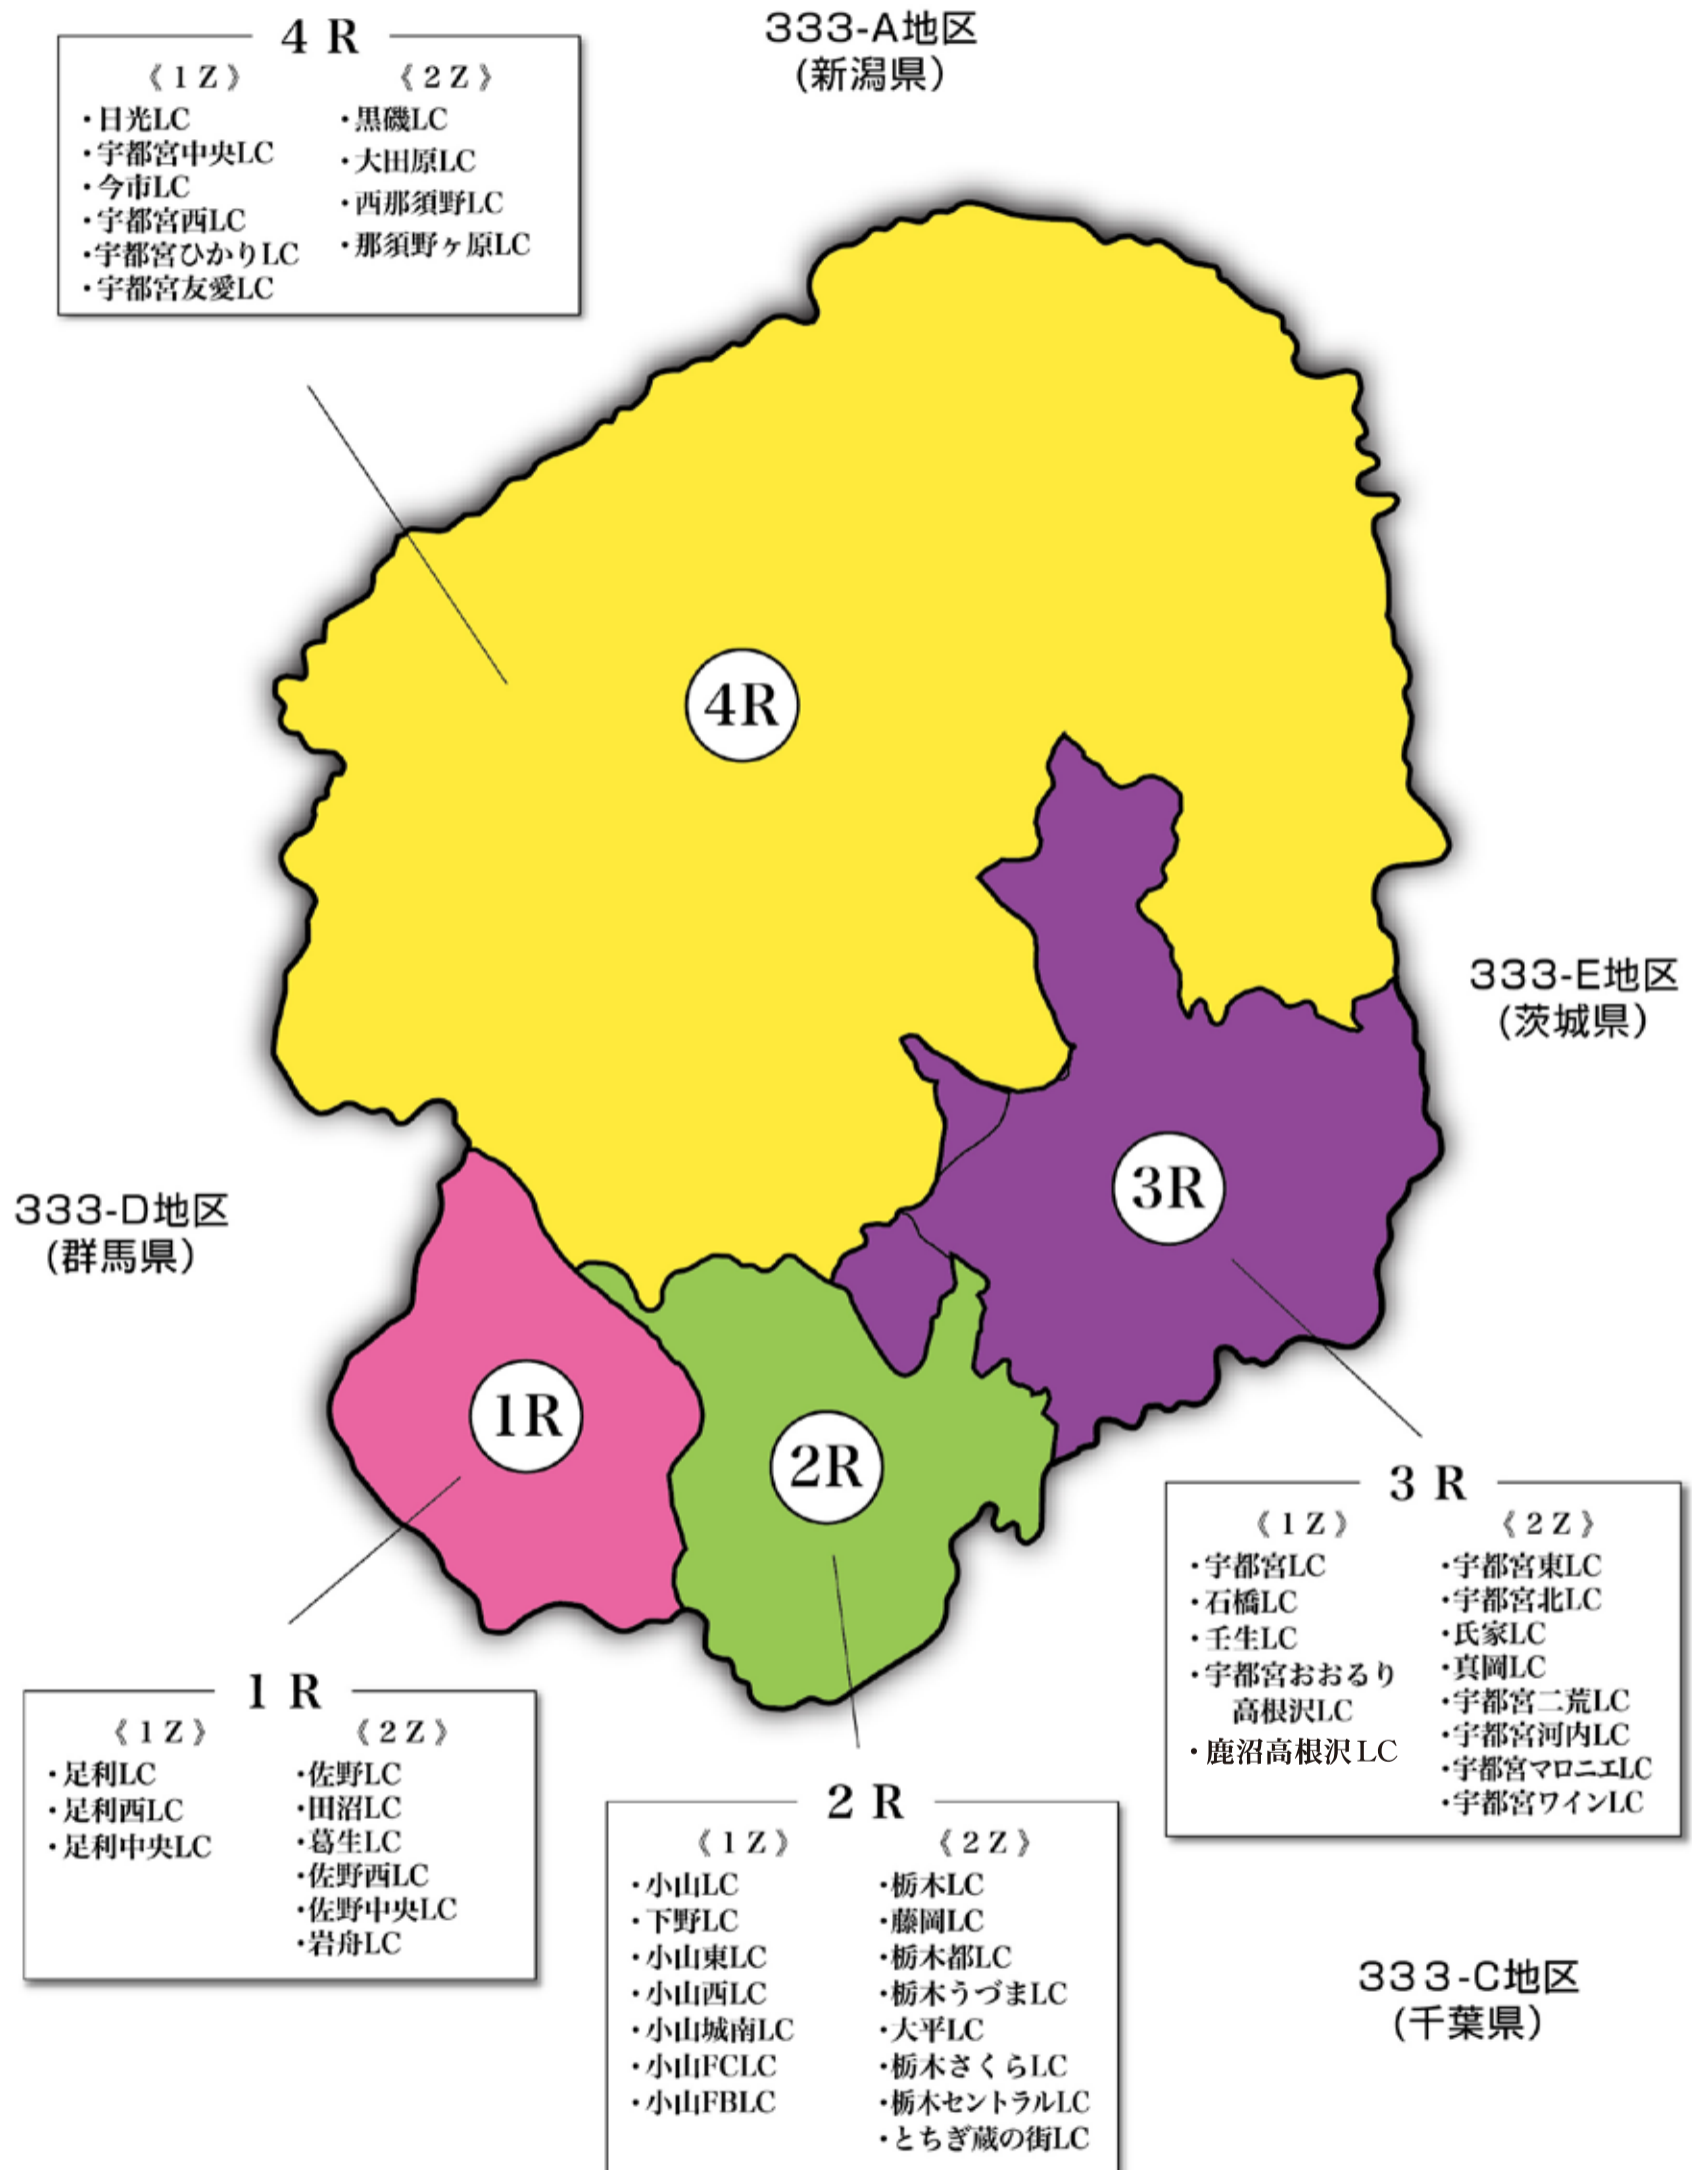 333-A地区
(新潟県)
4 R
《1Z》
・日光LC
・宇都宮中央LC
・今市LC
・宇都宮西LC
・宇都宮ひかりLC
・宇都宮友愛LC
《2Z》
・黒磯LC
・大田原LC
・西那須野LC
・那須野ヶ原LC
4R
333-E地区
(茨城県)
3R
333-D地区
(群馬県)
1R
2R
3 R
《1Z》
・宇都宮LC
・石橋LC
・壬生LC
・宇都宮おおるり
高根沢LC
・鹿沼高根沢LC
《2Z》
・宇都宮東LC
・宇都宮北LC
・氏家LC
・真岡LC
・宇都宮二荒LC
・宇都宮河内LC
・宇都宮マロニエLC
・宇都宮ワインLC
1 R
《1Z》
・足利LC
・足利西LC
・足利中央LC
《2Z》
・佐野LC
・田沼LC
・葛生LC
・佐野西LC
・佐野中央LC
・岩舟LC
2 R
《1Z》
・小山LC
・下野LC
・小山東LC
・小山西LC
・小山城南LC
・小山FCLC
・小山FBLC
《2Z》
・栃木LC
・藤岡LC
・栃木都LC
・栃木うづまLC
・大平LC
・栃木さくらLC
・栃木セントラルLC
・とちぎ蔵の街LC
333-C地区
(千葉県)